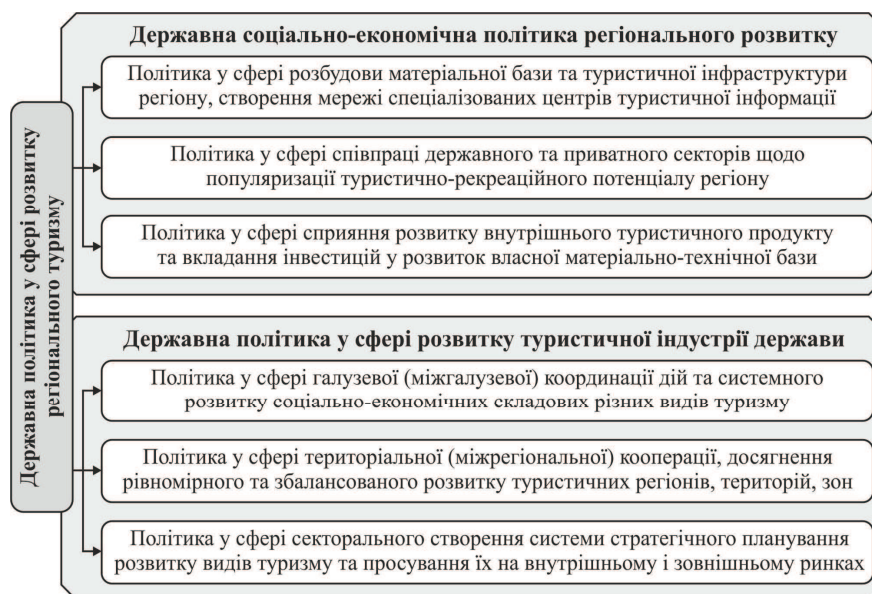 Державна політика у сфері розвитку
регіонального туризму
Державна соціально-економічна політика регіонального розвитку
Політика у сфері розбудови матеріальної бази та туристичної інфраструктури
регіону, створення мережі спеціалізованих центрів туристичної інформації
Політика у сфері співпраці державного та приватного секторів щодо
популяризації туристично-рекреаційного потенціалу регіону
Політика у сфері сприяння розвитку внутрішнього туристичного продукту
та вкладання інвестицій у розвиток власної матеріально-технічної бази
Державна політика у сфері розвитку туристичної індустрії держави
Політика у сфері галузевої (міжгалузевої) координації дій та системного
розвитку соціально-економічних складових різних видів туризму
Політика у сфері територіальної (міжрегіональної) кооперації, досягнення
рівномірного та збалансованого розвитку туристичних регіонів, територій, зон
Політика у сфері секторального створення системи стратегічного планування
розвитку видів туризму та просування їх на внутрішньому і зовнішньому ринках